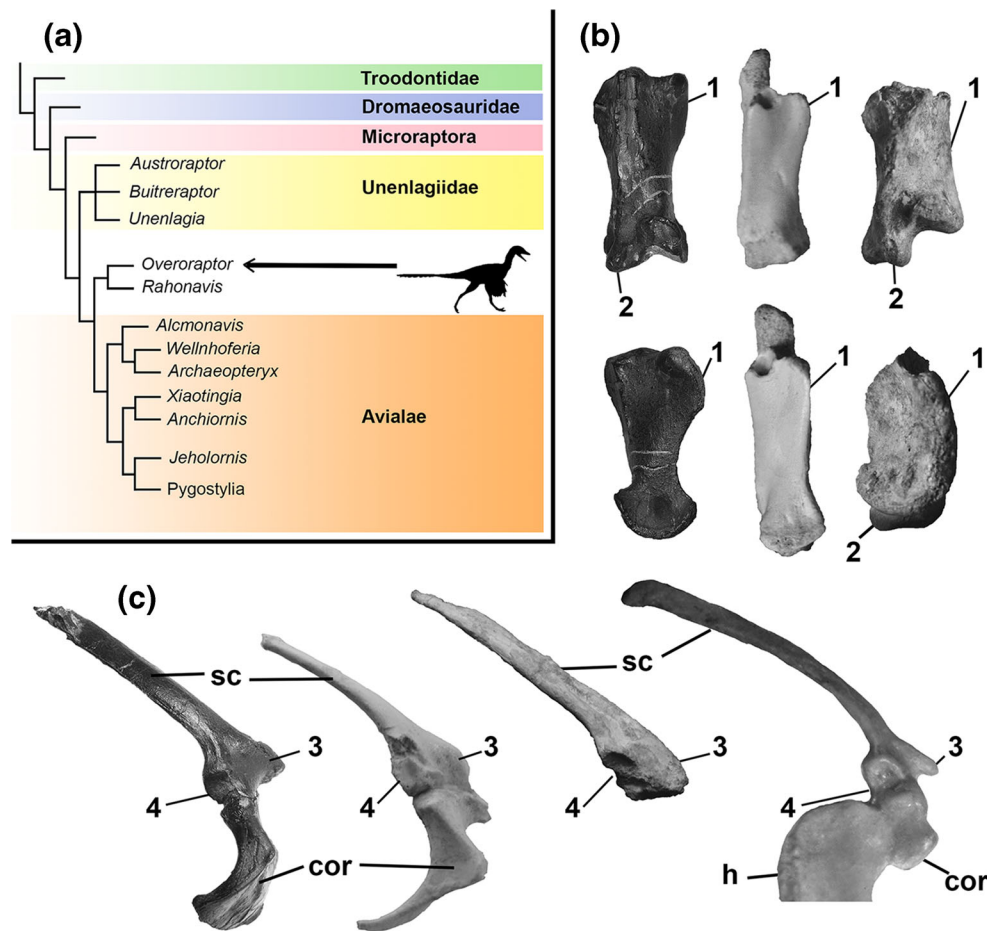 (a)
Troodontidae
Dromaeosauridae
Microraptora
Austroraptor
Buitreraptor
Unenlagia
Unenlagiidae
Overoraptor
Rahonavis
Alcmonavis
Wellnhoferia
Archaeopteryx
Xiaotingia
Anchiornis
Jeholornis
Pygostylia
Avialae
(b)
1 1 1
2 2
1 1 1
2
(c)
sc sc
3 3 3 3
4 4 4 4
cor h cor